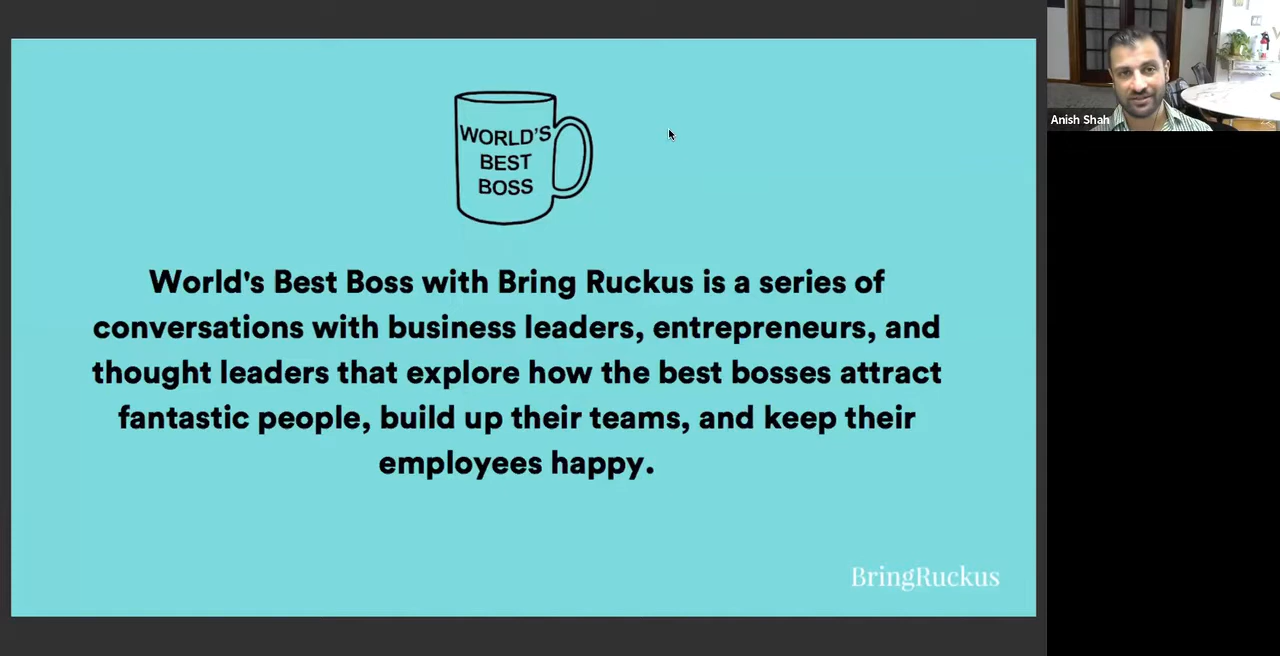 WORLD'S
BEST
BOSS
World's Best Boss with Bring Ruckus is a series of
conversations with business leaders, entrepreneurs, and
thought leaders that explore how the best bosses attract
fantastic people, build up their teams, and keep their
employees happy.
BringRuckus
Anish Shah